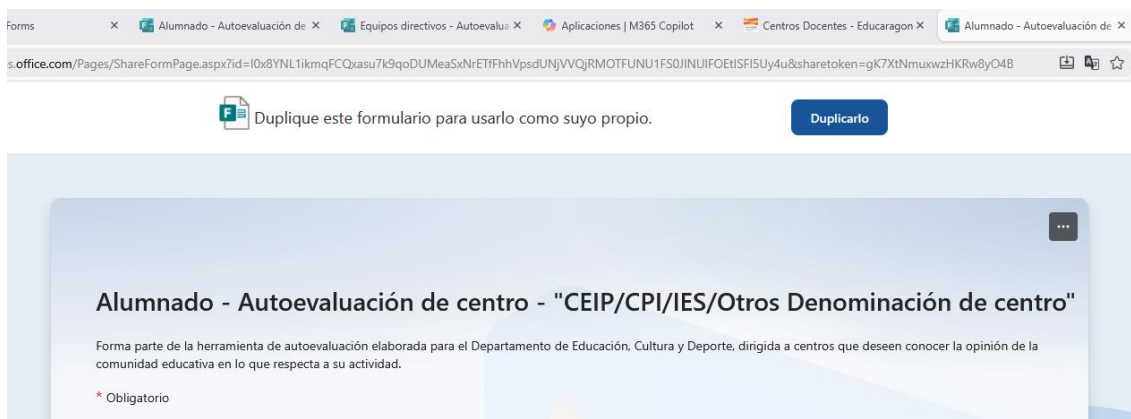 Forms × Alumnado - Autoevaluación de × Equipos directivos - Autoevalua × Aplicaciones | M365 Copilot × Centros Docentes - Educaragon × Alumnado - Autoevaluación de ×
s.office.com/Pages/ShareFormPage.aspx?id=
Duplique este formulario para usarlo como suyo propio. Duplicarlo
...
Alumnado - Autoevaluación de centro - "CEIP/CPI/IES/Otros Denominación de centro"
Forma parte de la herramienta de autoevaluación elaborada para el Departamento de Educación, Cultura y Deporte, dirigida a centros que deseen conocer la opinión de la
comunidad educativa en lo que respecta a su actividad.
* Obligatorio